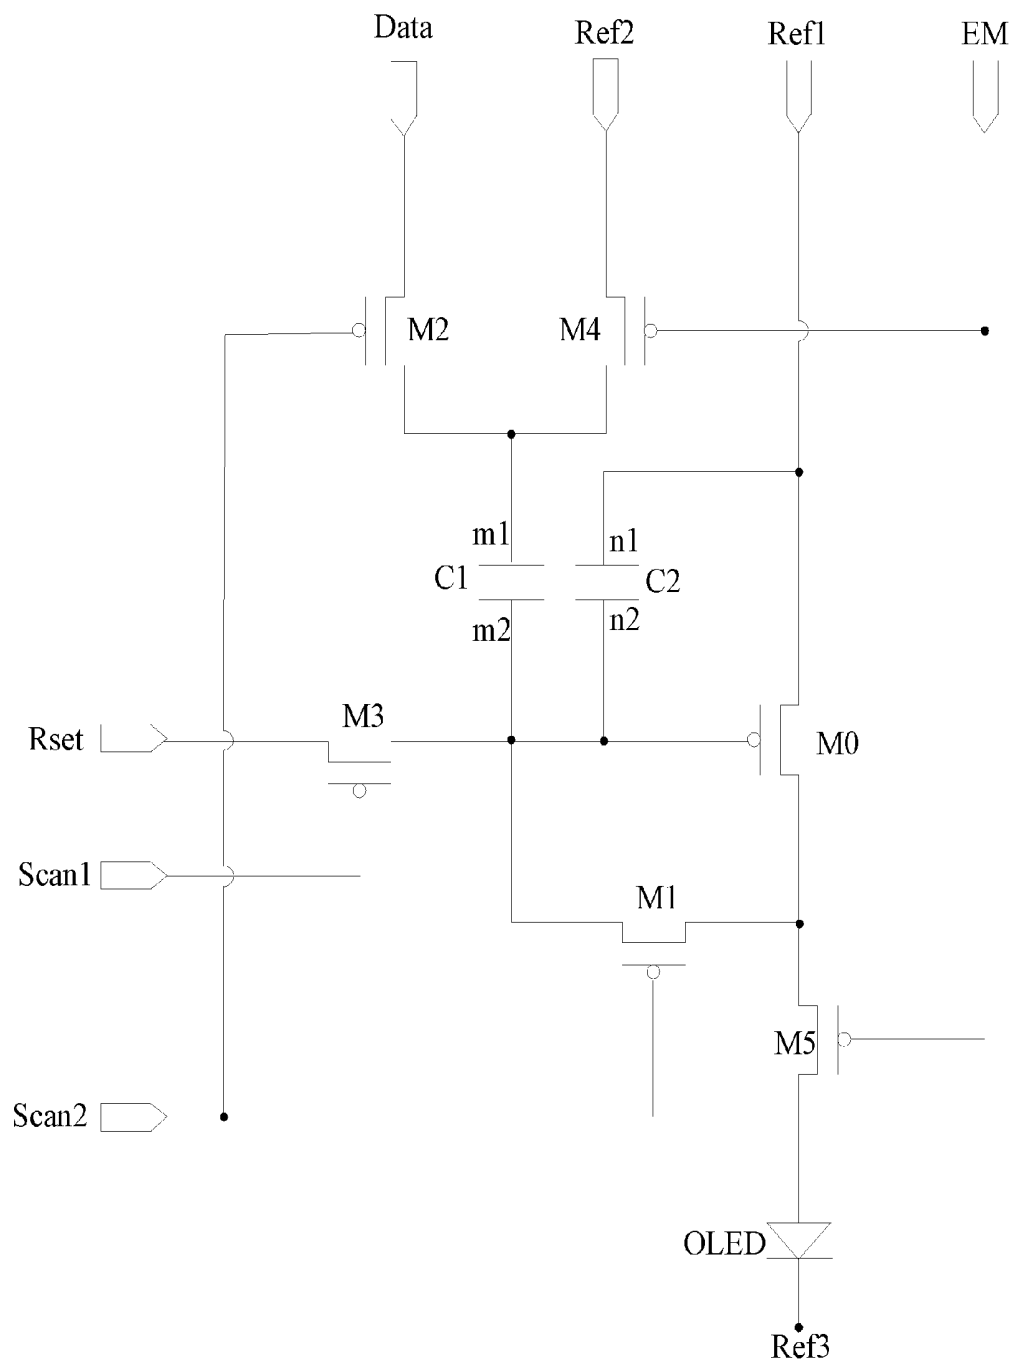 Data
Ref2
Ref1
EM
M2
M4
m1
n1
C1
C2
m2
n2
M3
Rset
M0
Scan1
M1
M5
Scan2
OLED
Ref3